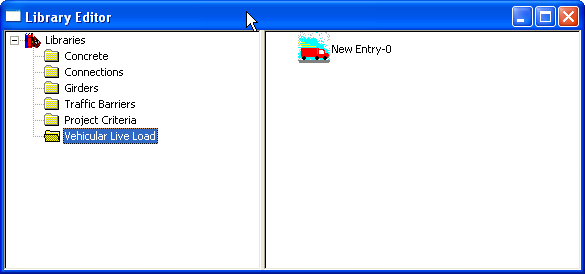 Library Editor
Libraries
Concrete
Connections
Girders
Traffic Barriers
Project Criteria
Vehicular Live Load
New Entry-0